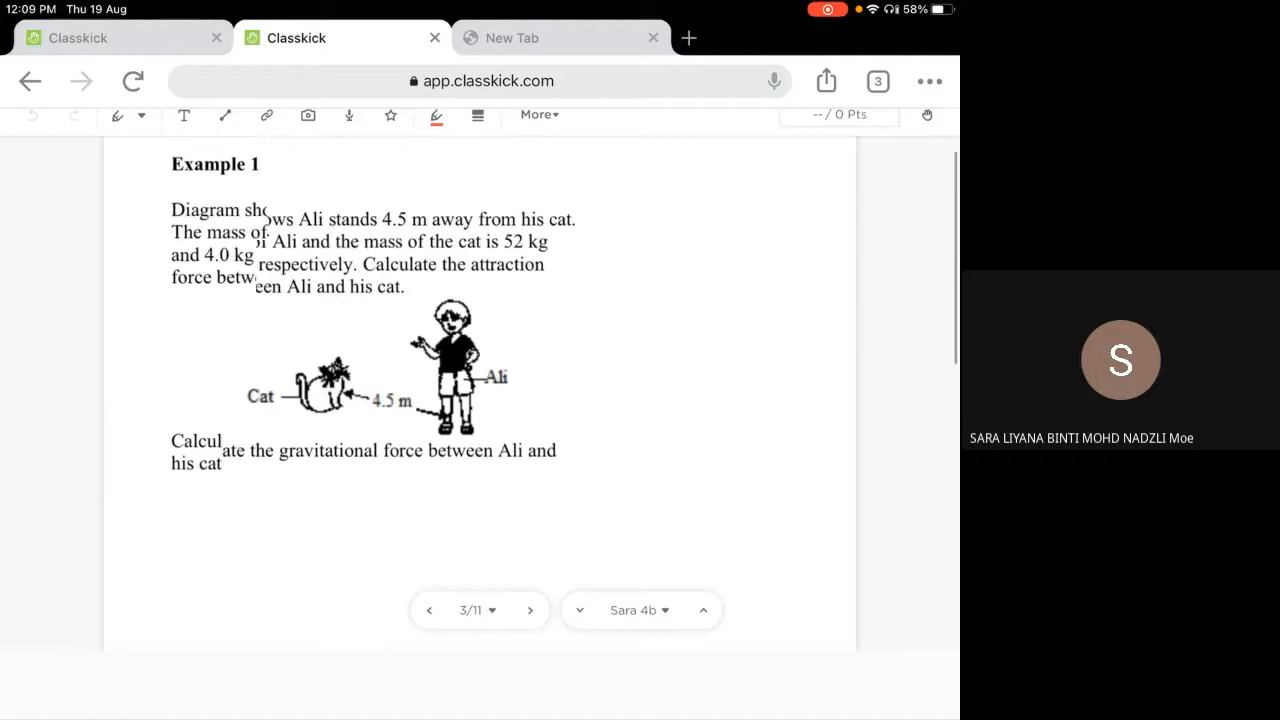 12:09 PM Thu 19 Aug
58%
Classkick
Classkick
New Tab
app.classkick.com
3
T
More
-- / 0 Pts
Example 1
Diagram shows Ali stands 4.5 m away from his cat.
The mass of Ali and the mass of the cat is 52 kg
and 4.0 kg respectively. Calculate the attraction
force between Ali and his cat.
Cat
4.5 m
Ali
Calculate the gravitational force between Ali and
his cat
3/11
Sara 4b
S
SARA LIYANA BINTI MOHD NADZLI Moe